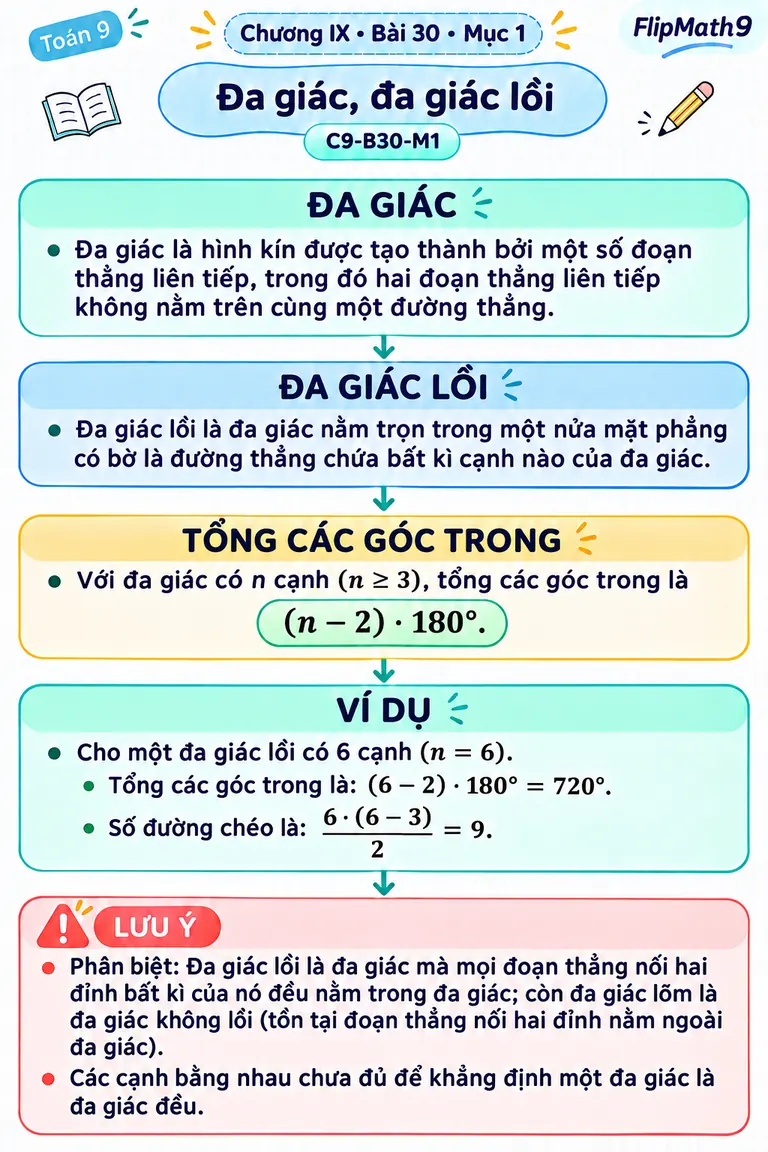 Toán 9
Chương IX • Bài 30 • Mục 1
FlipMath9
Đa giác, đa giác lồi
C9-B30-M1
ĐA GIÁC
• Đa giác là hình kín được tạo thành bởi một số đoạn
thẳng liên tiếp, trong đó hai đoạn thẳng liên tiếp
không nằm trên cùng một đường thẳng.
ĐA GIÁC LỒI
• Đa giác lồi là đa giác nằm trọn trong một nửa mặt phẳng
có bờ là đường thẳng chứa bất kì cạnh nào của đa giác.
TỔNG CÁC GÓC TRONG
• Với đa giác có n cạnh (n ≥ 3), tổng các góc trong là
(n − 2) · 180°.
VÍ DỤ
• Cho một đa giác lồi có 6 cạnh (n = 6).
• Tổng các góc trong là: (6 − 2) · 180° = 720°.
• Số đường chéo là: 6 · (6 − 3) / 2 = 9.
LƯU Ý
• Phân biệt: Đa giác lồi là đa giác mà mọi đoạn thẳng nối hai
đỉnh bất kì của nó đều nằm trong đa giác; còn đa giác lõm là
đa giác không lồi (tồn tại đoạn thẳng nối hai đỉnh nằm ngoài
đa giác).
• Các cạnh bằng nhau chưa đủ để khẳng định một đa giác là
đa giác đều.